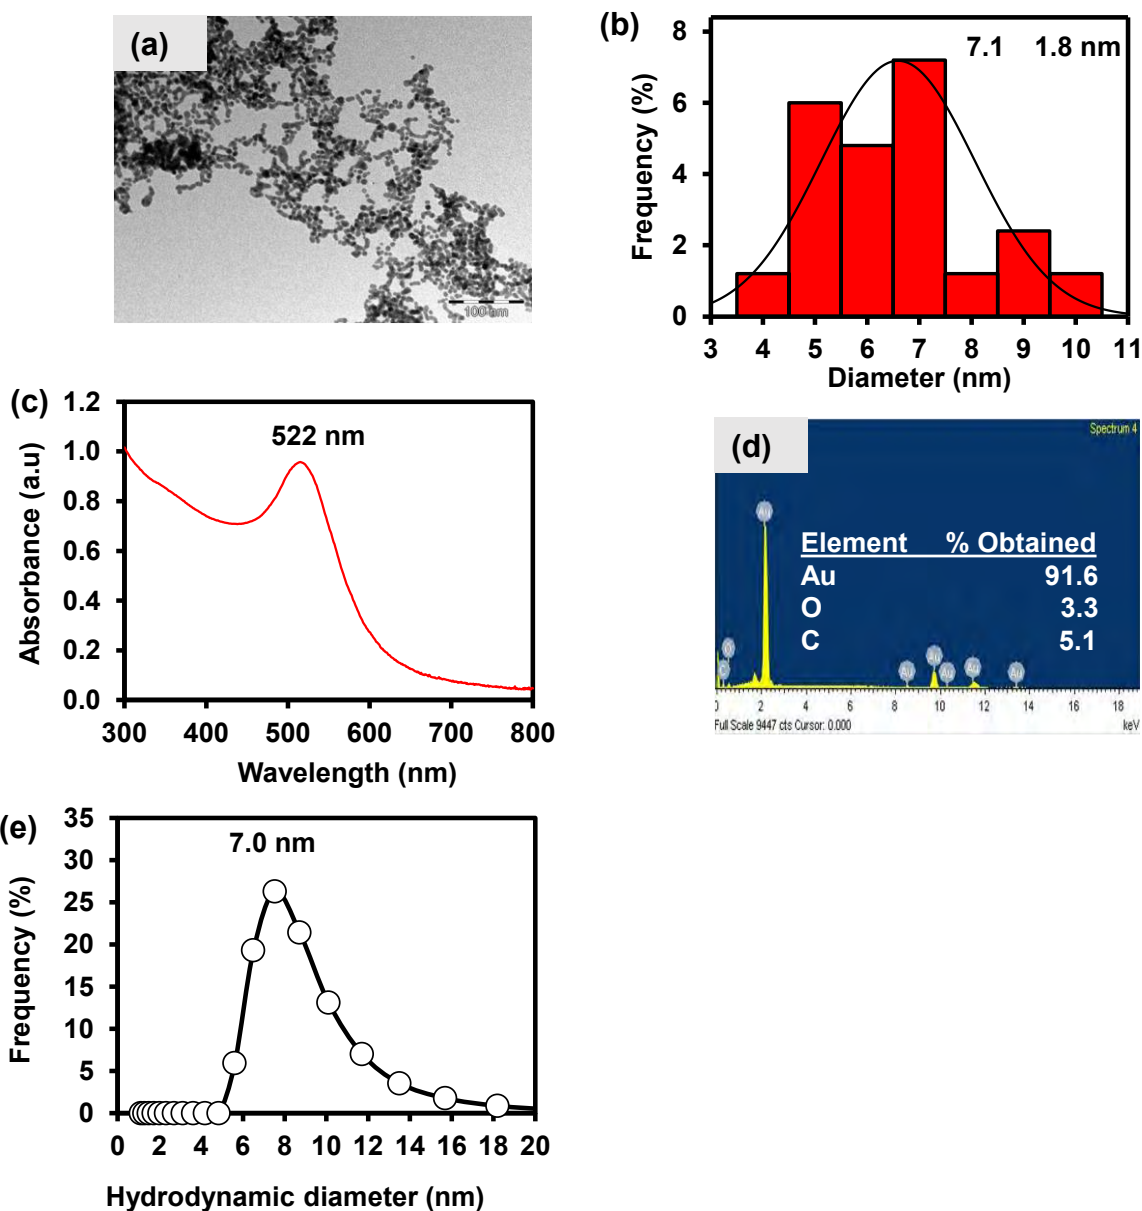 (a)
100 nm
(b)
7.1 1.8 nm
Frequency (%)
8
6
4
2
0
3 4 5 6 7 8 9 10 11
Diameter (nm)
(c)
522 nm
Absorbance (a.u)
1.2
1.0
0.8
0.6
0.4
0.2
0.0
300 400 500 600 700 800
Wavelength (nm)
(d)
Spectrum 4
Au
Element % Obtained
Au 91.6
O 3.3
C 5.1
O
C
Au Au Au Au Au
0 2 4 6 8 10 12 14 16 18
Full Scale 9447 cts Cursor: 0.000 keV
(e)
7.0 nm
Frequency (%)
35
30
25
20
15
10
5
0
0 2 4 6 8 10 12 14 16 18 20
Hydrodynamic diameter (nm)